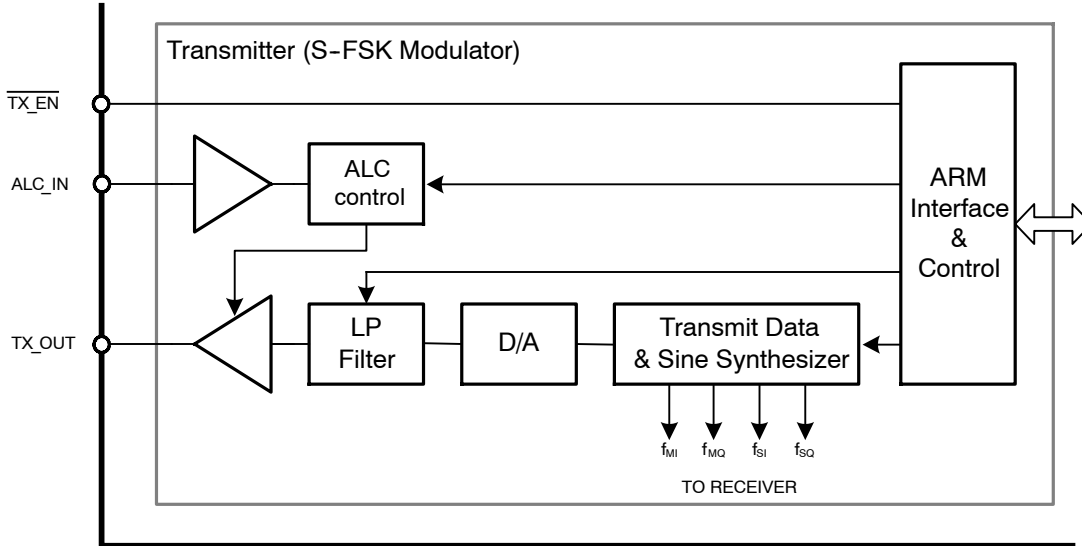 Transmitter (S-FSK Modulator)
TX_EN
ALC_IN
ALC
control
ARM
Interface
&
Control
TX_OUT
LP
Filter
D/A
Transmit Data
& Sine Synthesizer
fMI
fMQ
fSI
fSQ
TO RECEIVER